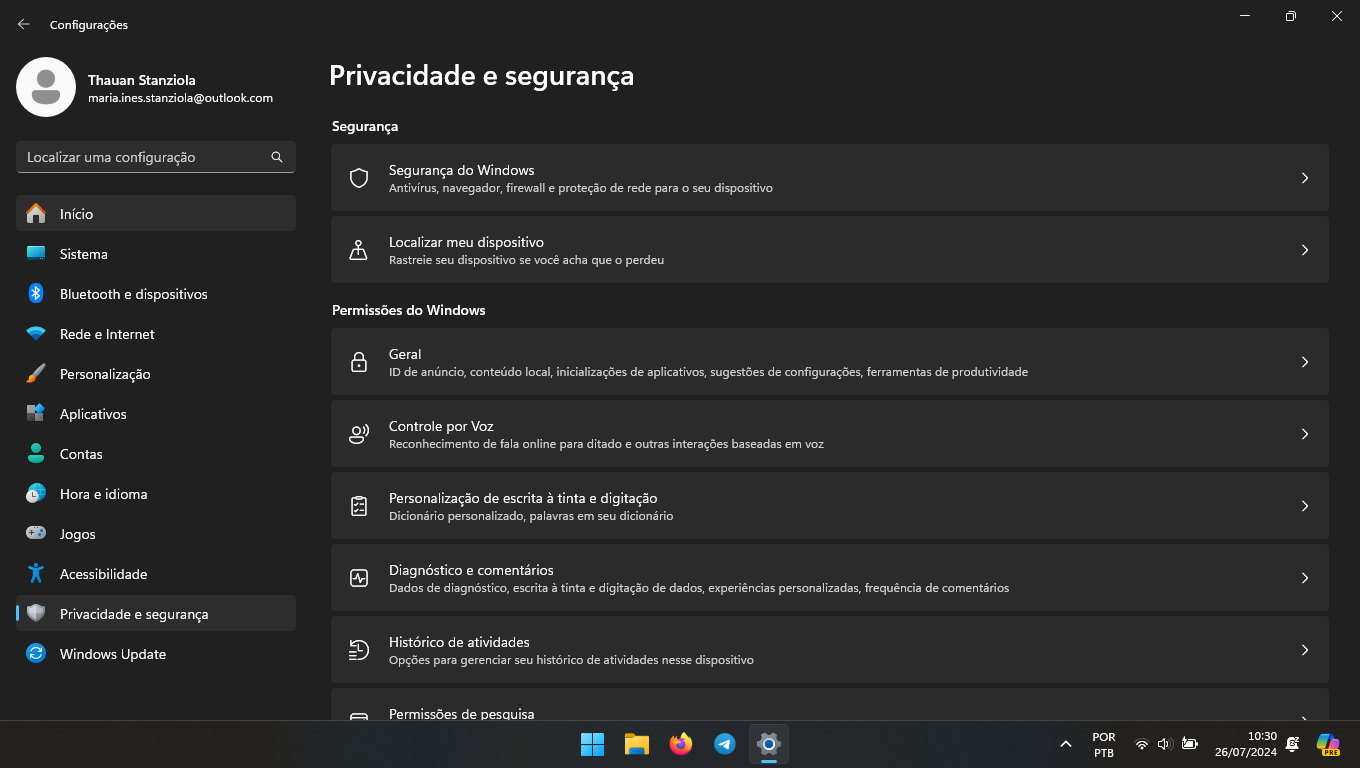 Configurações
Thauan Stanziola
maria.ines.stanziola@outlook.com
Localizar uma configuração
Início
Sistema
Bluetooth e dispositivos
Rede e Internet
Personalização
Aplicativos
Contas
Hora e idioma
Jogos
Acessibilidade
Privacidade e segurança
Windows Update
Privacidade e segurança
Segurança
Segurança do Windows
Antivírus, navegador, firewall e proteção de rede para o seu dispositivo
Localizar meu dispositivo
Rastreie seu dispositivo se você acha que o perdeu
Permissões do Windows
Geral
ID de anúncio, conteúdo local, inicializações de aplicativos, sugestões de configurações, ferramentas de produtividade
Controle por Voz
Reconhecimento de fala online para ditado e outras interações baseadas em voz
Personalização de escrita à tinta e digitação
Dicionário personalizado, palavras em seu dicionário
Diagnóstico e comentários
Dados de diagnóstico, escrita à tinta e digitação de dados, experiências personalizadas, frequência de comentários
Histórico de atividades
Opções para gerenciar seu histórico de atividades nesse dispositivo
Permissões de pesquisa
POR
PTB
10:30
26/07/2024
PRE